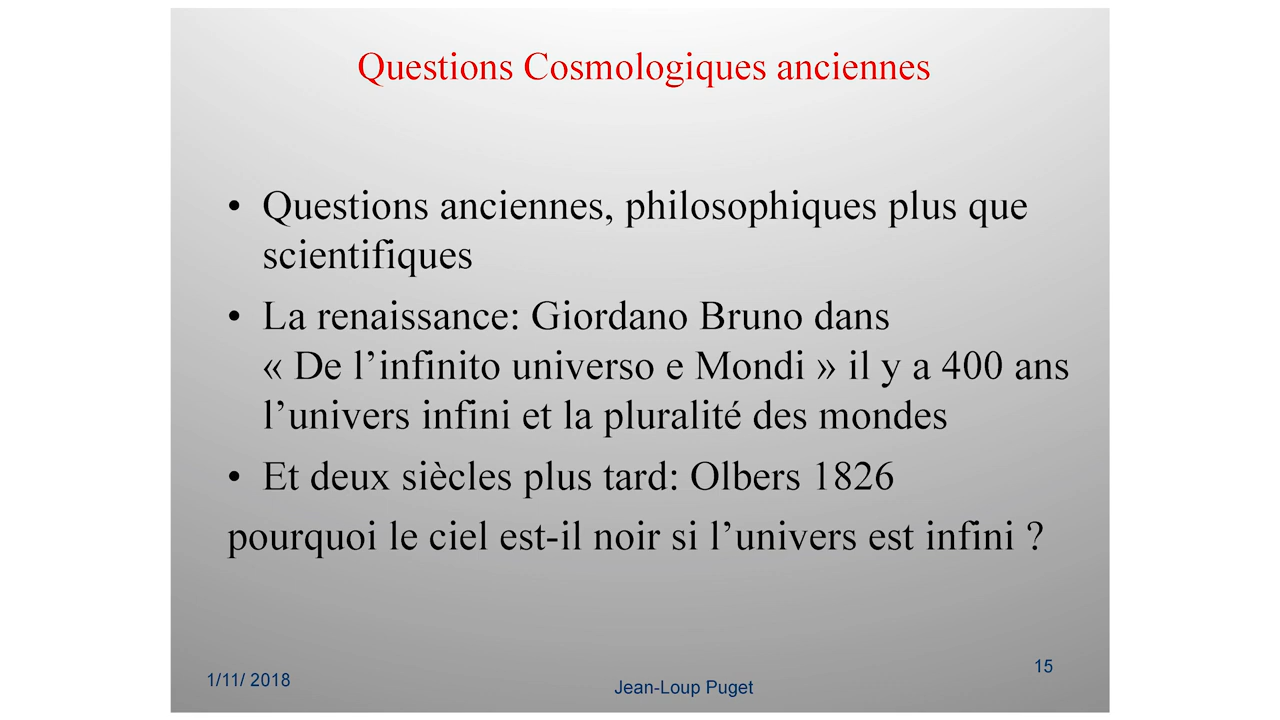 Questions Cosmologiques anciennes
• Questions anciennes, philosophiques plus que
scientifiques
• La renaissance: Giordano Bruno dans
« De l’infinito universo e Mondi » il y a 400 ans
l’univers infini et la pluralité des mondes
• Et deux siècles plus tard: Olbers 1826
pourquoi le ciel est-il noir si l’univers est infini ?
1/11/ 2018
Jean-Loup Puget
15